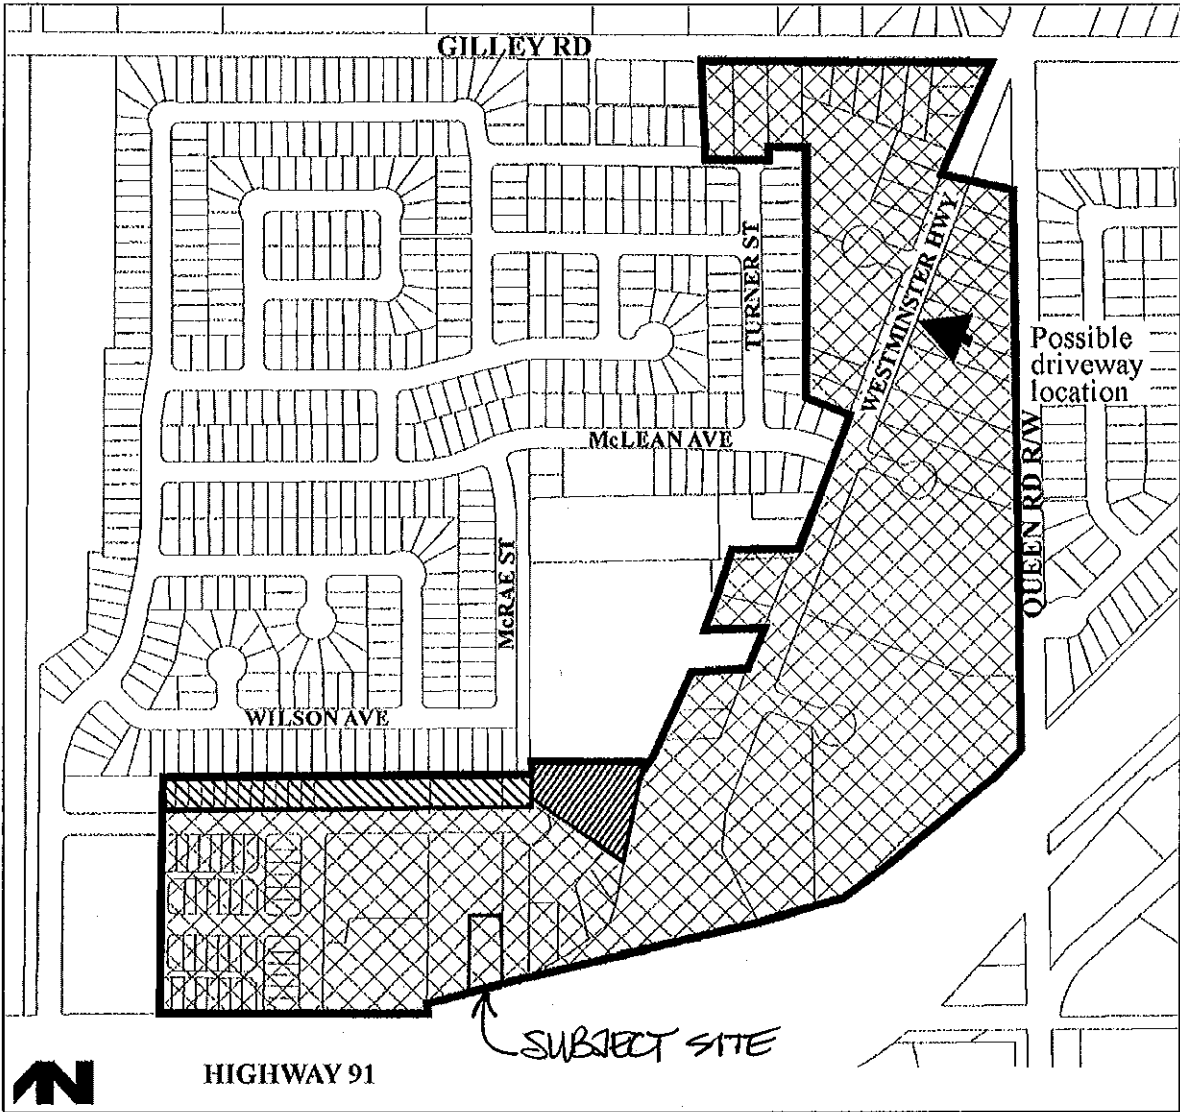 GILLEY RD
TURNER ST
WESTMINSTER HWY
Possible
driveway
location
McLEAN AVE
QUEEN RD R/W
McRAE ST
WILSON AVE
SUBJECT SITE
N
HIGHWAY 91